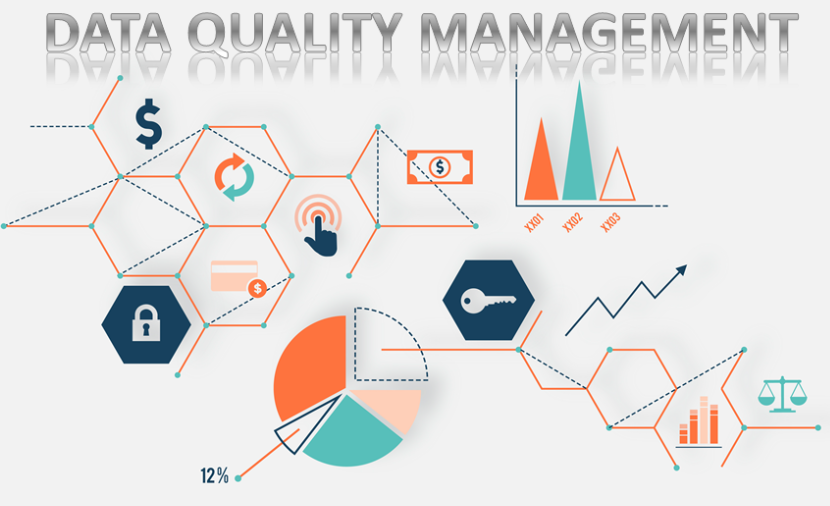 DATA QUALITY MANAGEMENT
$
$
XX01 XX02 XX03
$
12%